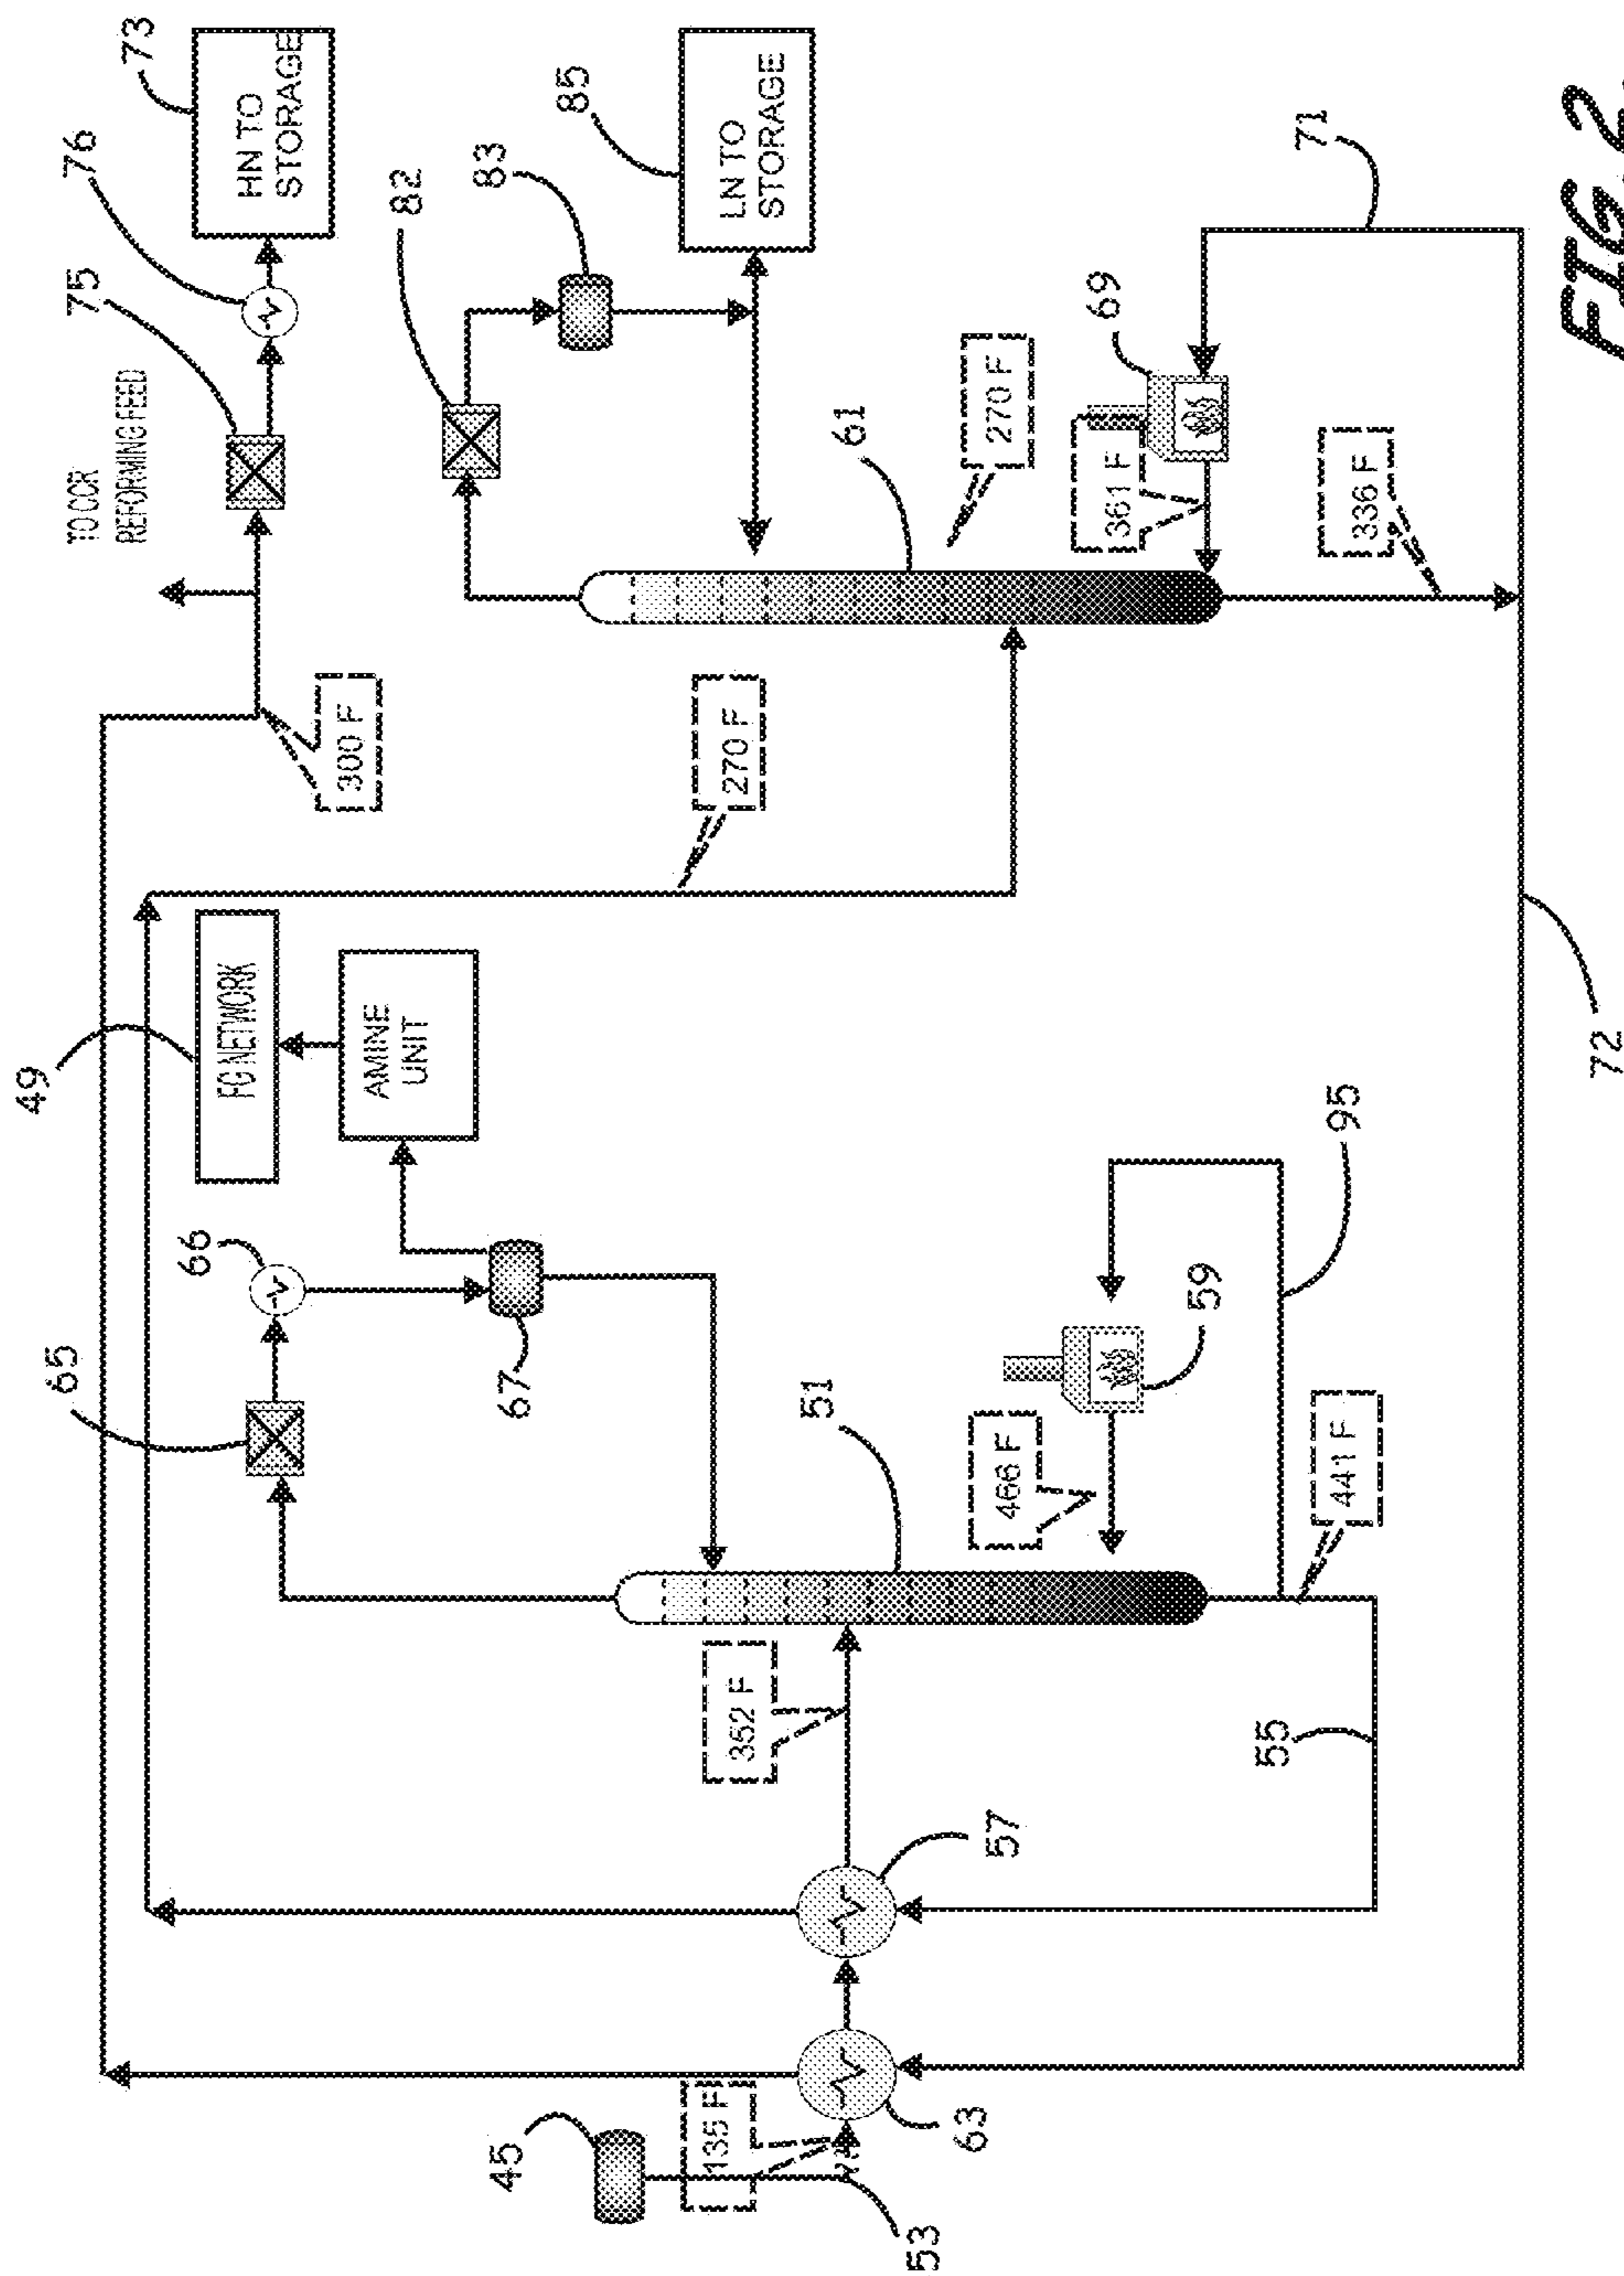 49
65
66
FG NETWORK
AMINE
UNIT
67
51
45
135 F
53
63
57
352 F
466 F
59
441 F
55
95
72
TO CCR
REFORMING FEED
300 F
270 F
75
76
73
HN TO
STORAGE
82
83
85
LN TO
STORAGE
61
270 F
69
361 F
336 F
71
FIG. 2